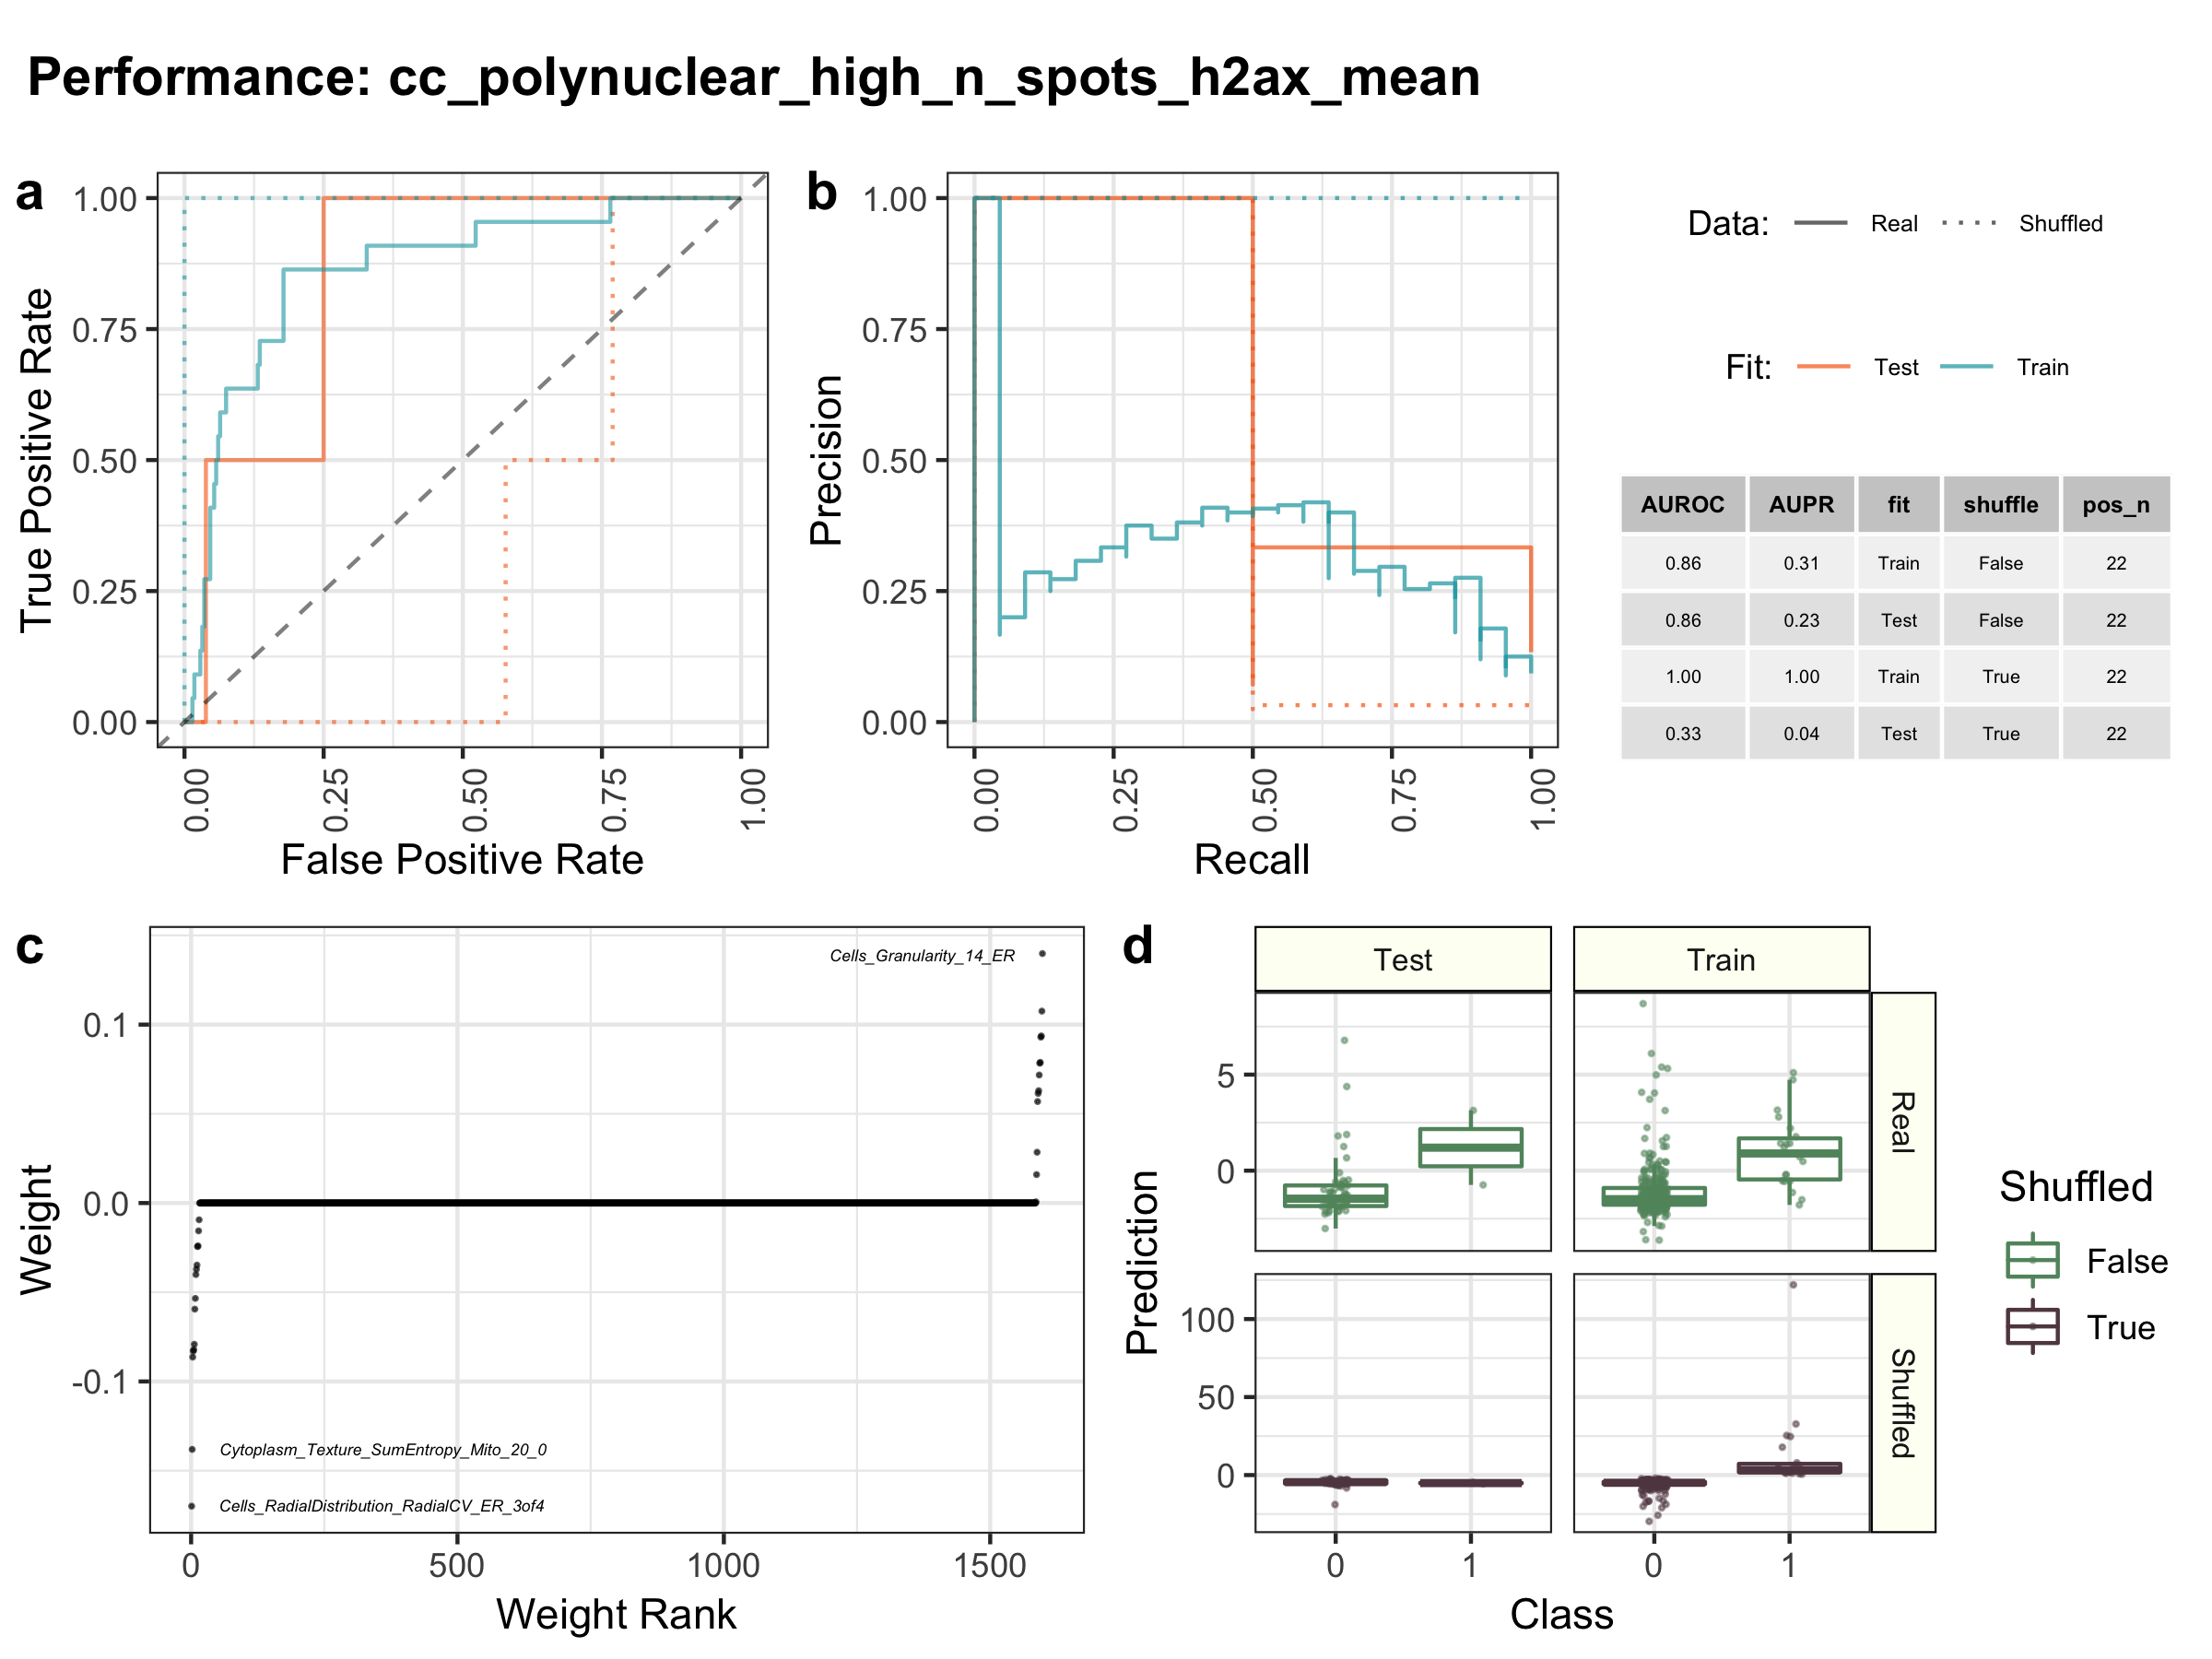 Performance: cc_polynuclear_high_n_spots_h2ax_mean
a
1.00
0.75
0.50
0.25
0.00
True Positive Rate
0.00
0.25
0.50
0.75
1.00
False Positive Rate
b
1.00
0.75
0.50
0.25
0.00
Precision
0.00
0.25
0.50
0.75
1.00
Recall
Data: Real Shuffled
Fit: Test Train
AUROC AUPR fit shuffle pos_n
0.86 0.31 Train False 22
0.86 0.23 Test False 22
1.00 1.00 Train True 22
0.33 0.04 Test True 22
c
0.1
0.0
-0.1
Weight
Cells_Granularity_14_ER
Cytoplasm_Texture_SumEntropy_Mito_20_0
Cells_RadialDistribution_RadialCV_ER_3of4
0 500 1000 1500
Weight Rank
d
Test Train
5
0
Real
100
50
0
Shuffled
Prediction
0 1 0 1
Class
Shuffled
False
True